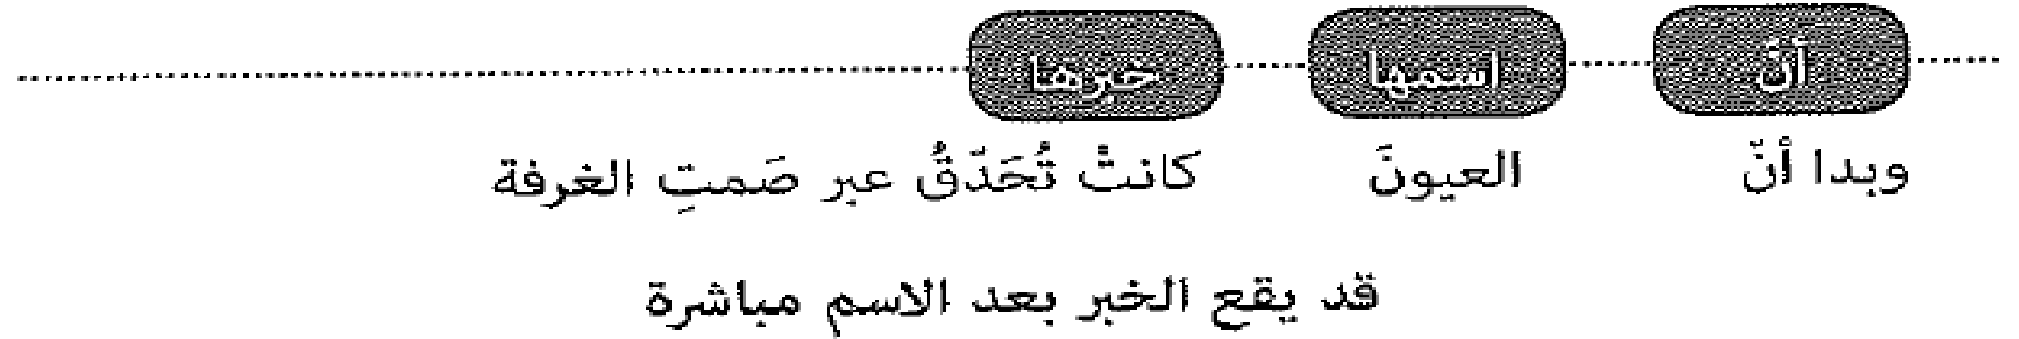 أنّ اسمها خبرها
وبدا أنّ العيونَ كانتْ تُحَدّقُ عبر صَمتِ الغرفة
قد يقع الخبر بعد الاسم مباشرة